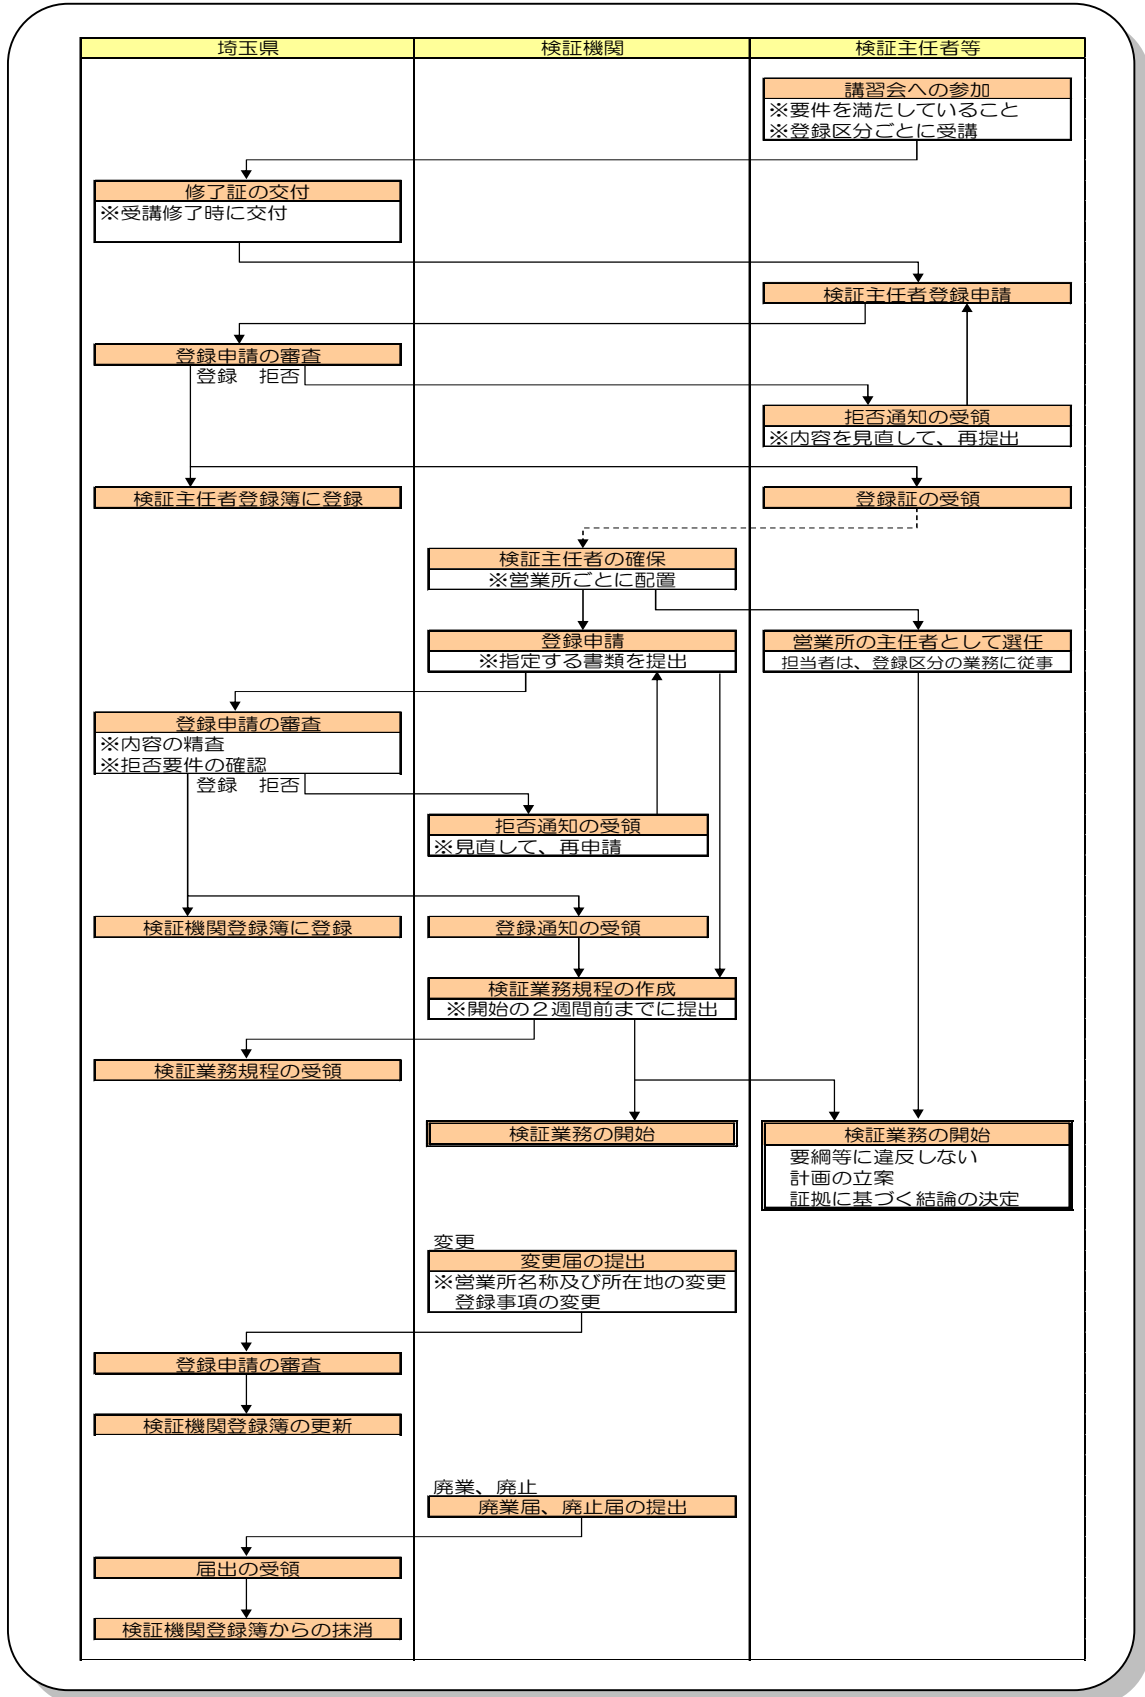 埼玉県
検証機関
検証主任者等
講習会への参加
※要件を満たしていること
※登録区分ごとに受講
修了証の交付
※受講修了時に交付
検証主任者登録申請
登録申請の審査
登録　拒否
拒否通知の受領
※内容を見直して、再提出
検証主任者登録簿に登録
登録証の受領
検証主任者の確保
※営業所ごとに配置
登録申請
※指定する書類を提出
営業所の主任者として選任
担当者は、登録区分の業務に従事
登録申請の審査
※内容の精査
※拒否要件の確認
登録　拒否
拒否通知の受領
※見直して、再申請
検証機関登録簿に登録
登録通知の受領
検証業務規程の作成
※開始の２週間前までに提出
検証業務規程の受領
検証業務の開始
検証業務の開始
要綱等に違反しない
計画の立案
証拠に基づく結論の決定
変更
変更届の提出
※営業所名称及び所在地の変更
登録事項の変更
登録申請の審査
検証機関登録簿の更新
廃業、廃止
廃業届、廃止届の提出
届出の受領
検証機関登録簿からの抹消